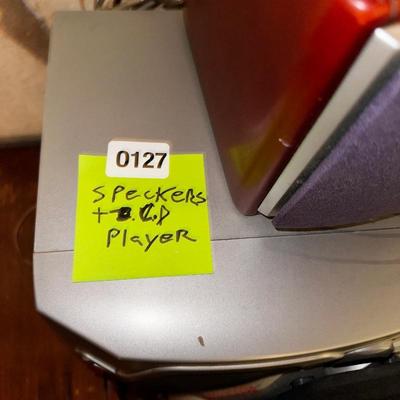 0127
SPeckers
+ C.D
Player